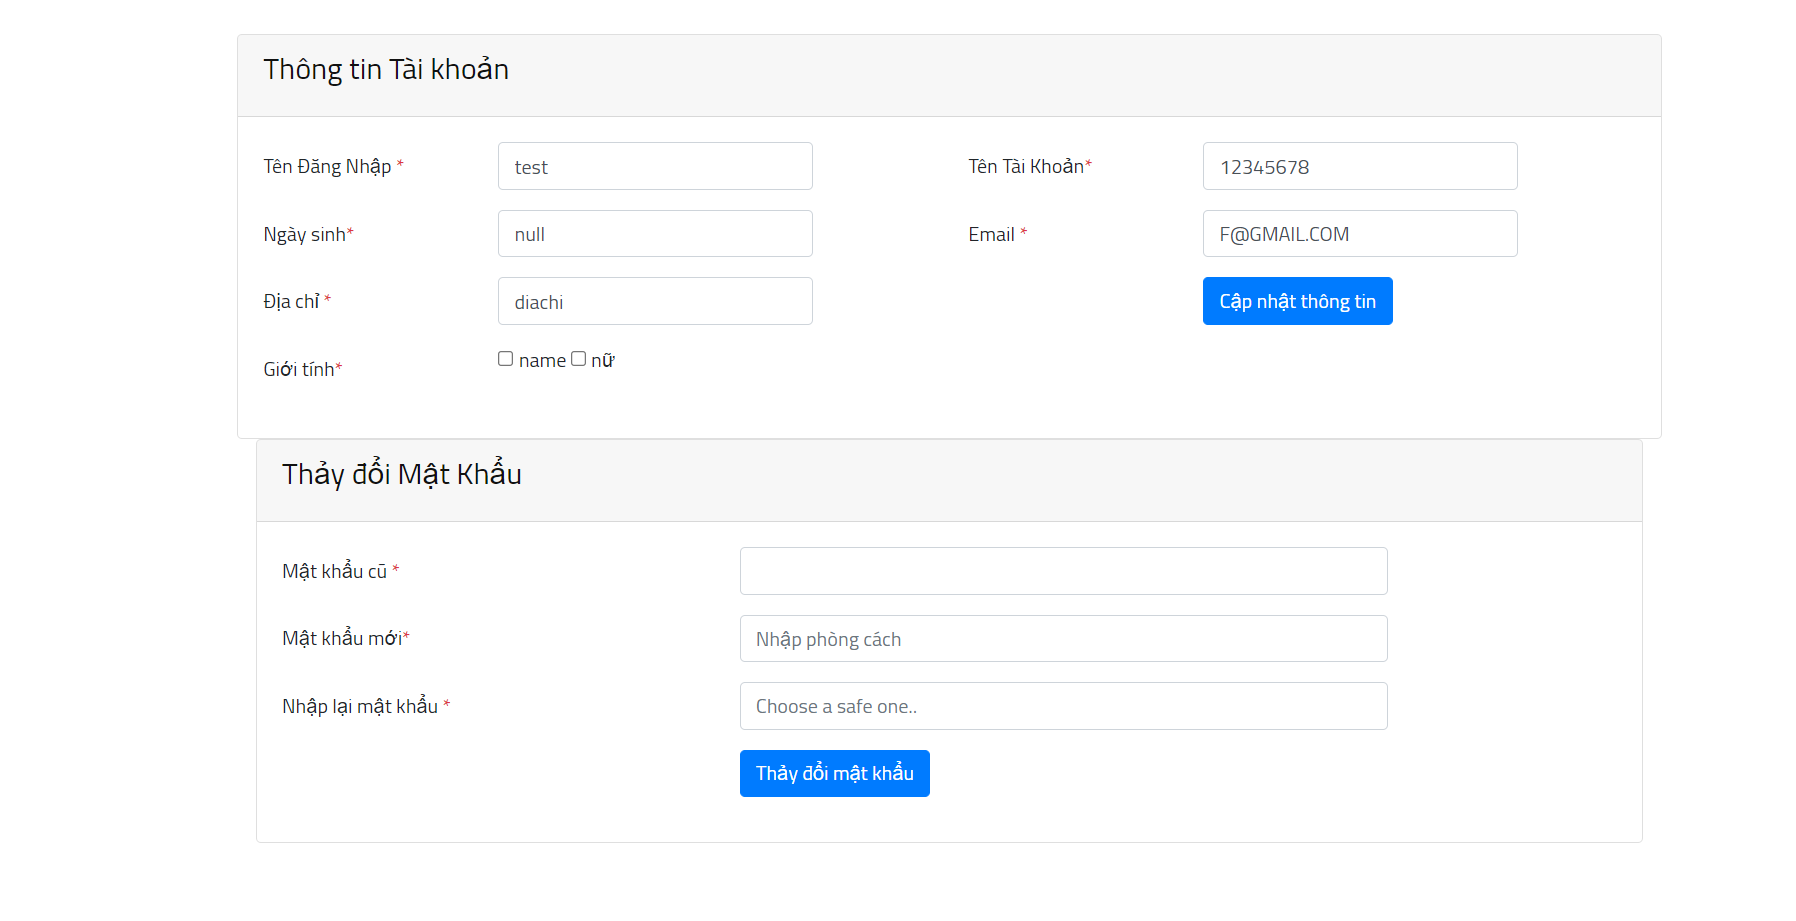 Thông tin Tài khoản
Tên Đăng Nhập * test Tên Tài Khoản* 12345678
Ngày sinh* null Email * F@GMAIL.COM
Địa chỉ * diachi Cập nhật thông tin
Giới tính* name nữ
Thảy đổi Mật Khẩu
Mật khẩu cũ *
Mật khẩu mới* Nhập phòng cách
Nhập lại mật khẩu * Choose a safe one..
Thảy đổi mật khẩu